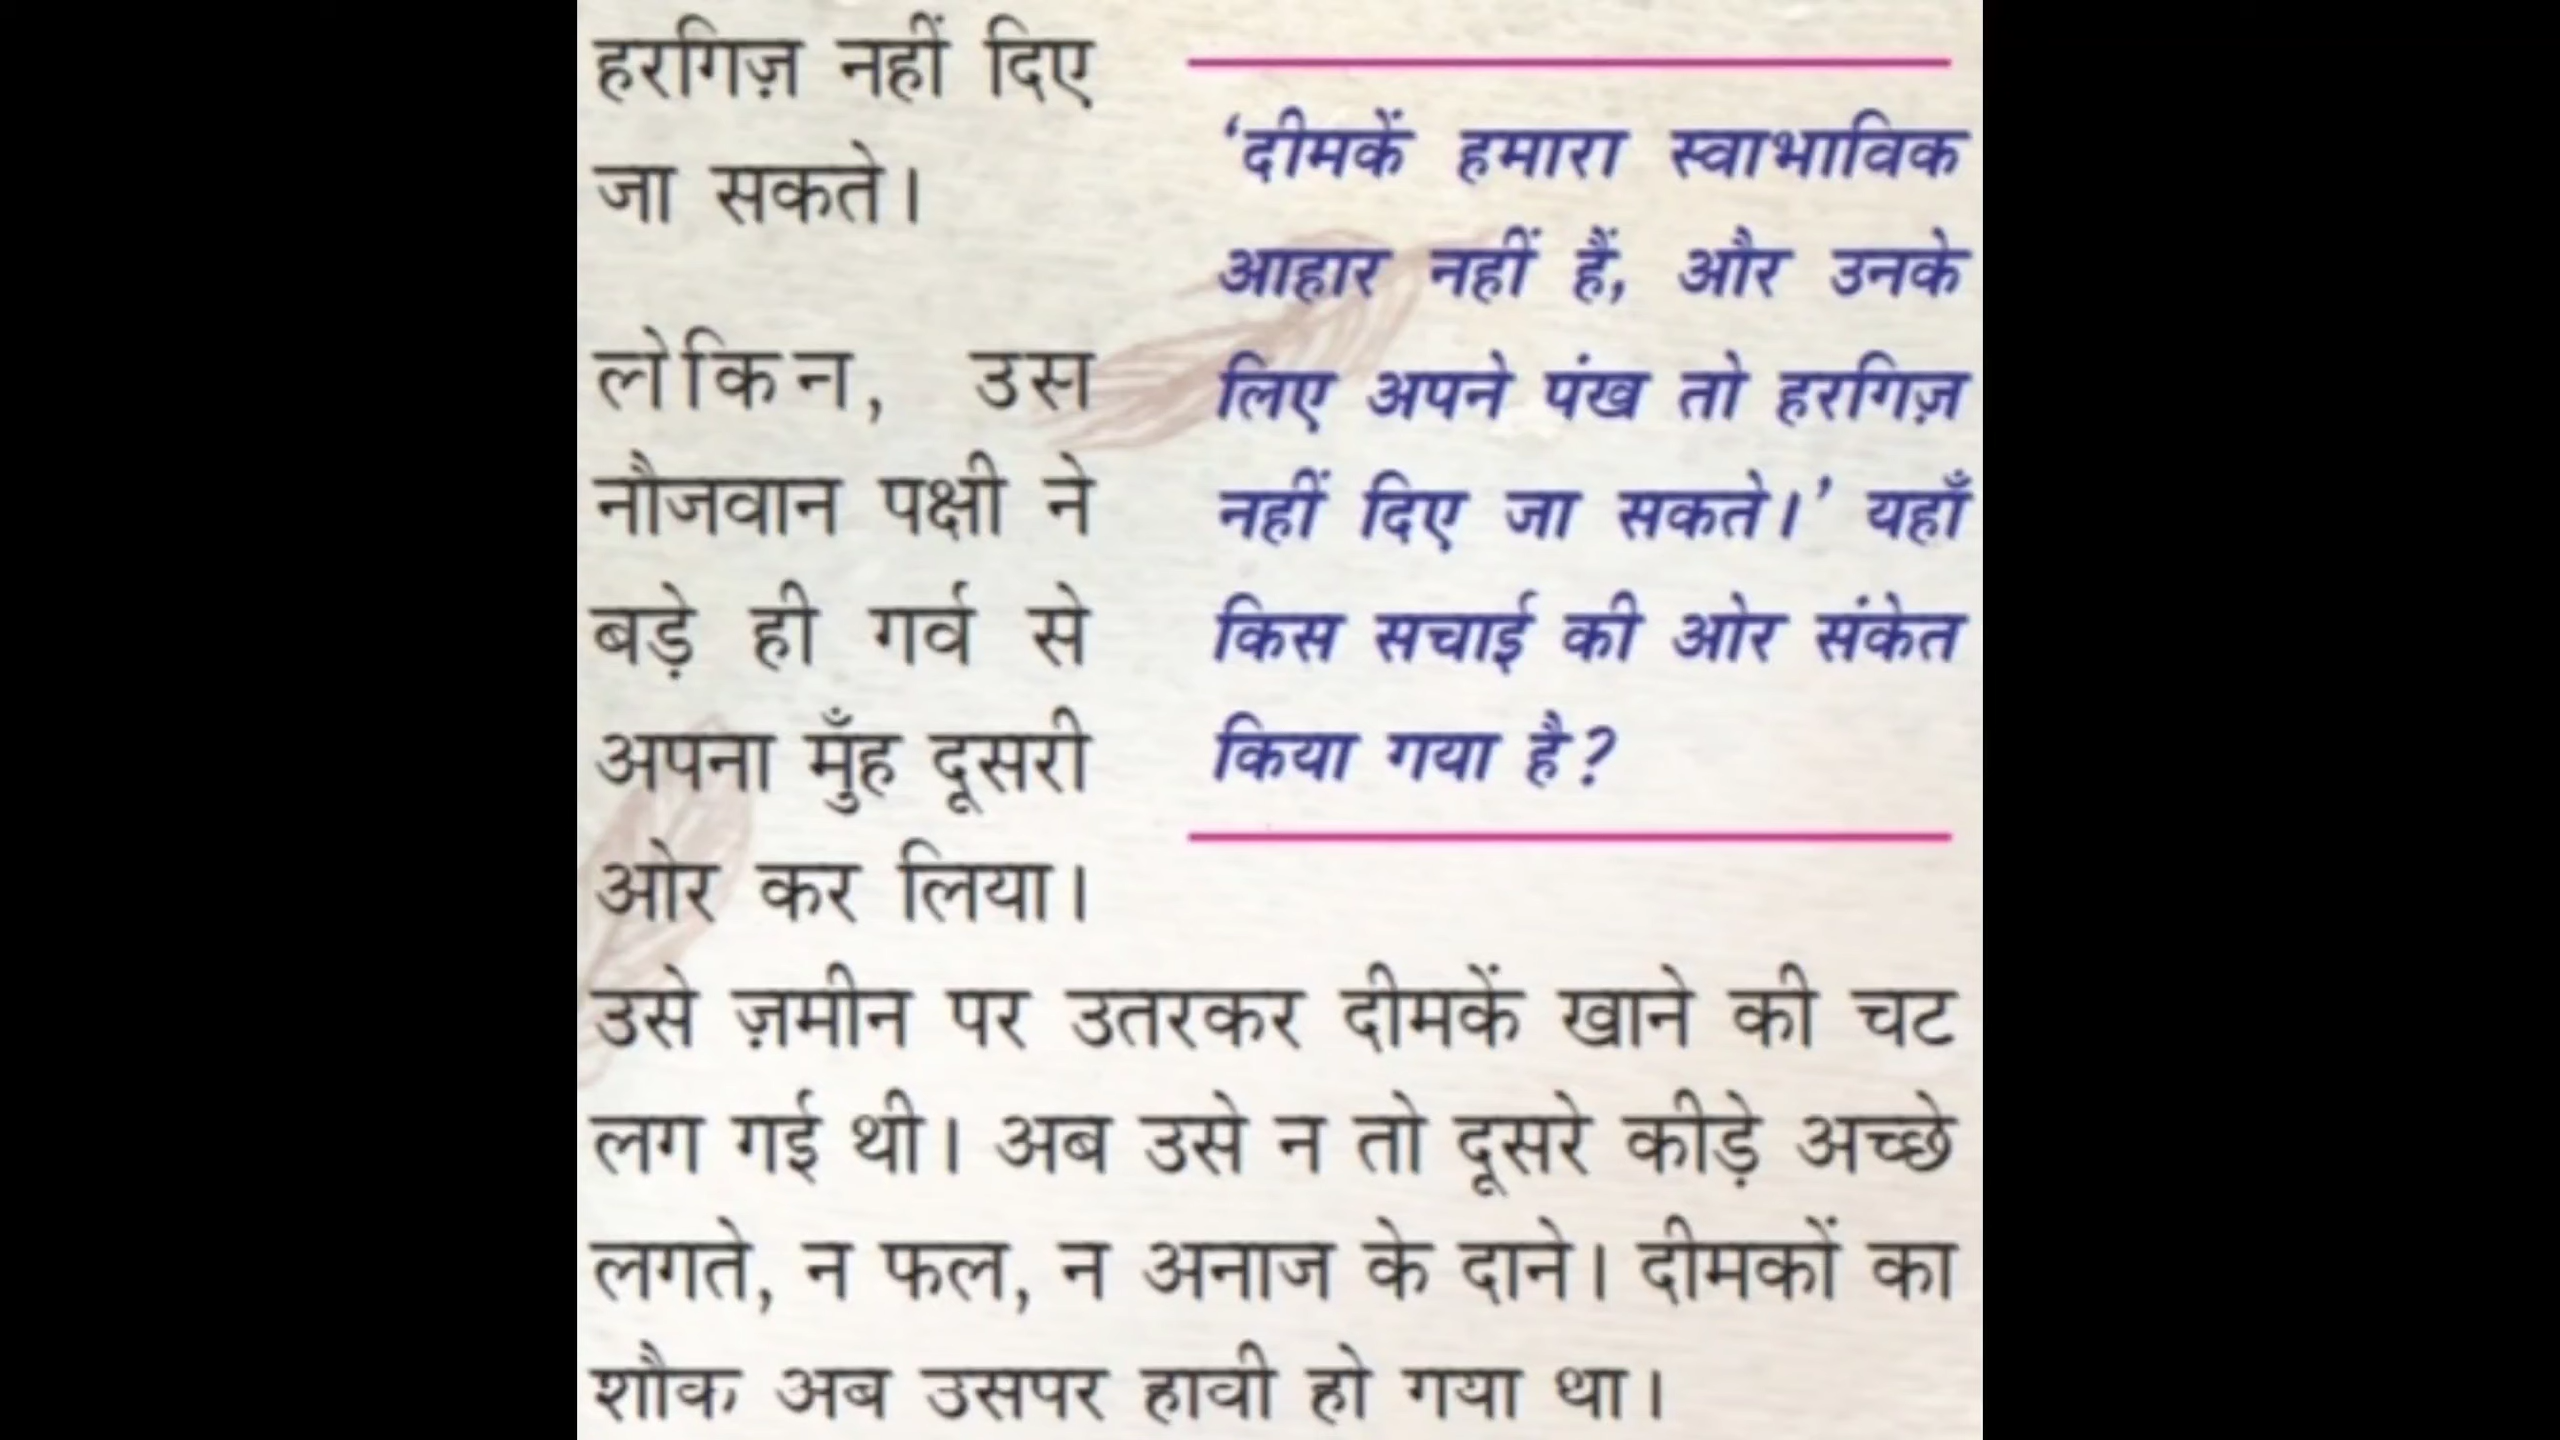 हरगिज़ नहीं दिए
जा सकते।
लेकिन, उस
नौजवान पक्षी ने
बड़े ही गर्व से
अपना मुँह दूसरी
ओर कर लिया।
‘दीमकें हमारा स्वाभाविक
आहार नहीं हैं, और उनके
लिए अपने पंख तो हरगिज़
नहीं दिए जा सकते।’ यहाँ
किस सचाई की ओर संकेत
किया गया है?
उसे ज़मीन पर उतरकर दीमकें खाने की चट
लग गई थी। अब उसे न तो दूसरे कीड़े अच्छे
लगते, न फल, न अनाज के दाने। दीमकों का
शौक अब उसपर हावी हो गया था।